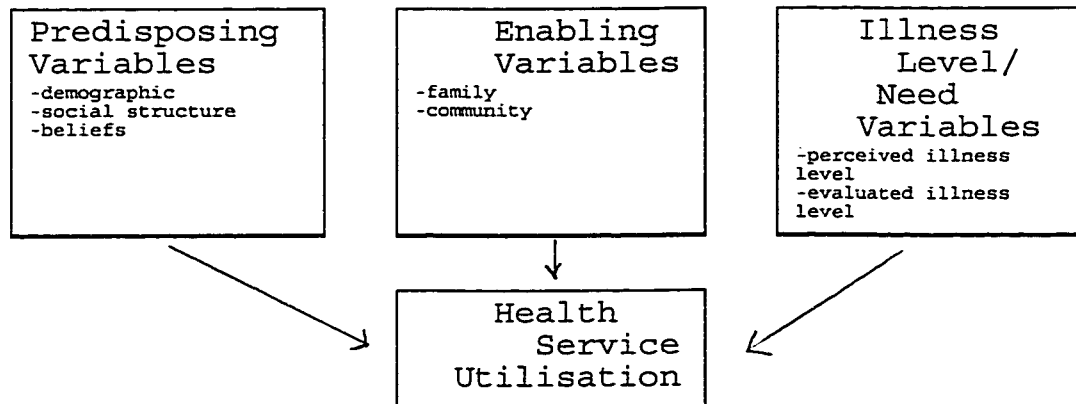 Predisposing
Variables
-demographic
-social structure
-beliefs
Enabling
Variables
-family
-community
Illness
Level/
Need
Variables
-perceived illness
level
-evaluated illness
level
Health
Service
Utilisation